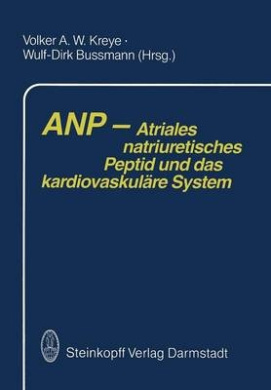 Volker A. W. Kreye •
Wulf-Dirk Bussmann (Hrsg.)
ANP – Atriales
natriuretisches
Peptid und das
kardiovaskuläre System
Steinkopff Verlag Darmstadt